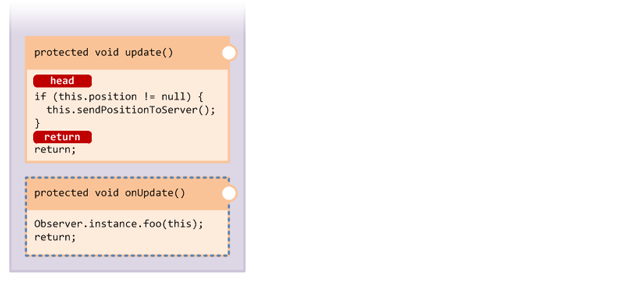 protected void update()
head
if (this.position != null) {
  this.sendPositionToServer();
}
return
return;
protected void onUpdate()
Observer.instance.foo(this);
return;